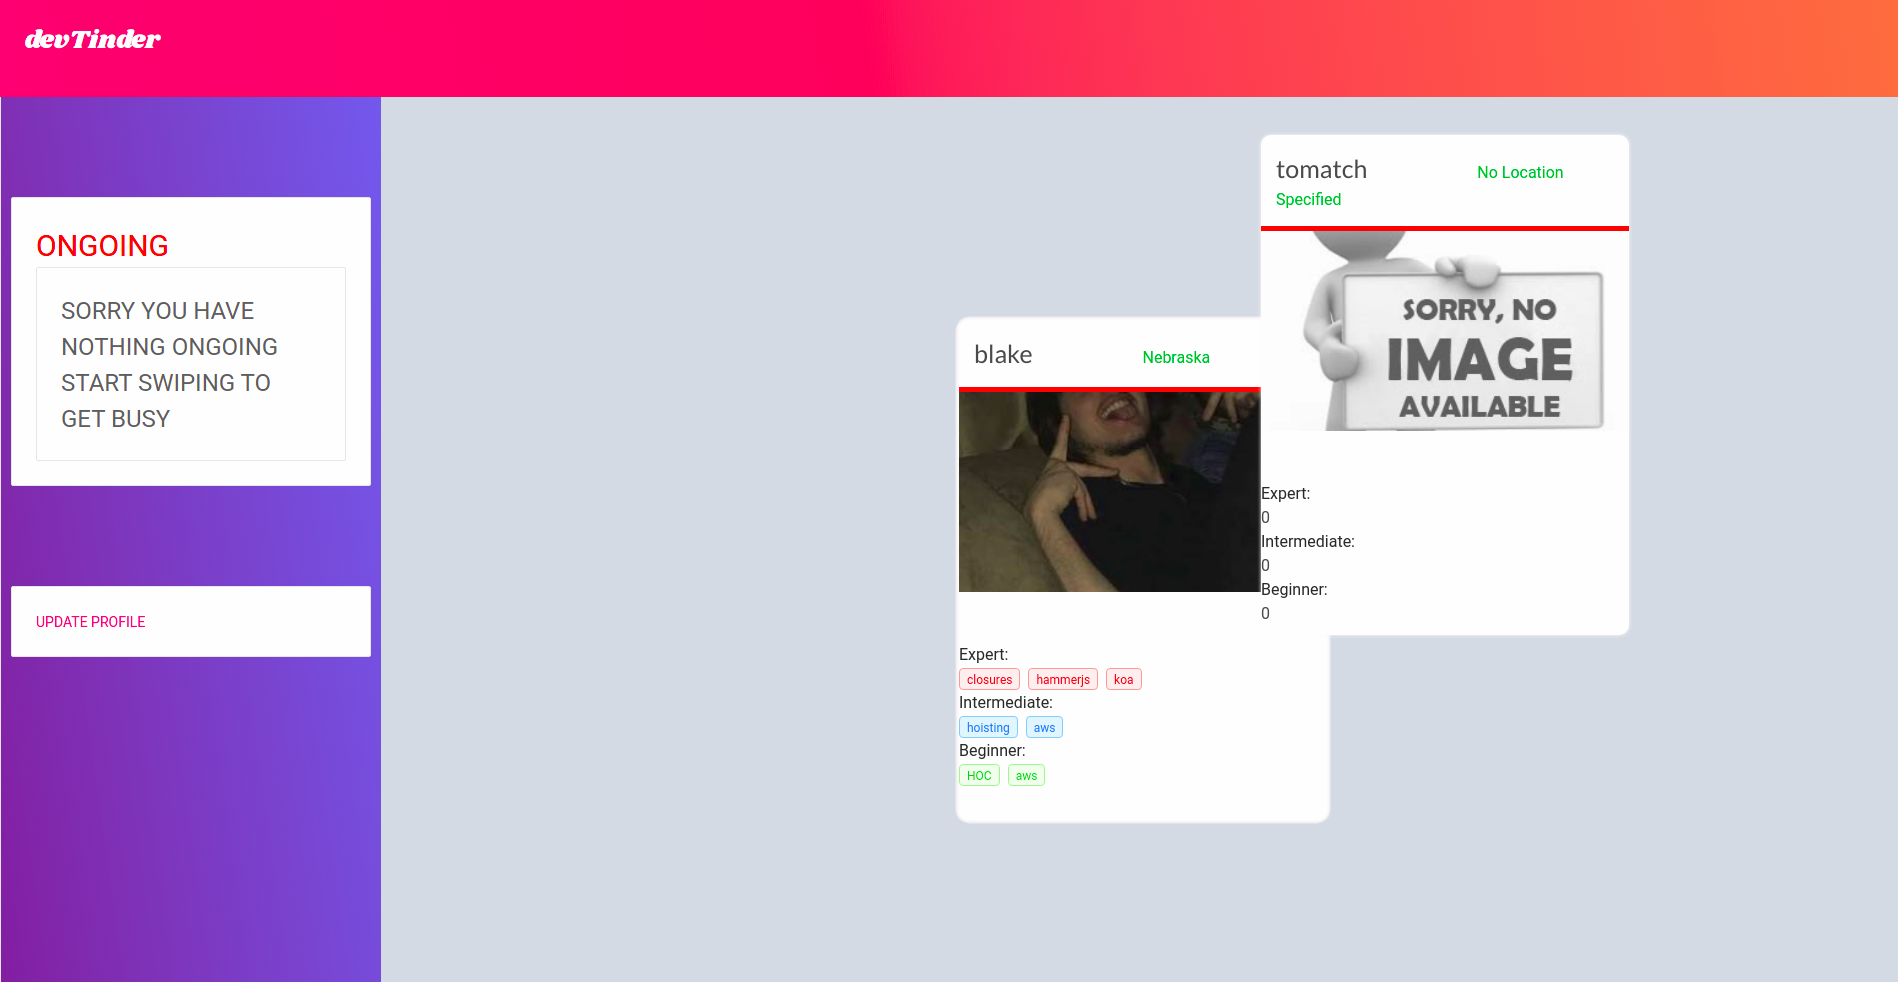 devTinder
ONGOING
SORRY YOU HAVE
NOTHING ONGOING
START SWIPING TO
GET BUSY
UPDATE PROFILE
blake Nebraska
Expert:
closures hammerjs koa
Intermediate:
hoisting aws
Beginner:
HOC aws
tomatch No Location
Specified
SORRY, NO
IMAGE
AVAILABLE
Expert:
0
Intermediate:
0
Beginner:
0